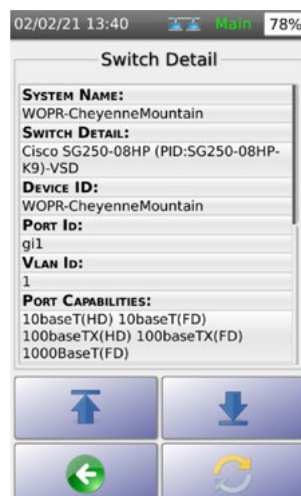 02/02/21 13:40 Main 78%
Switch Detail
SYSTEM NAME:
WOPR-CheyenneMountain
SWITCH DETAIL:
Cisco SG250-08HP (PID:SG250-08HP-
K9)-VSD
DEVICE ID:
WOPR-CheyenneMountain
PORT ID:
gi1
VLAN ID:
1
PORT CAPABILITIES:
10baseT(HD) 10baseT(FD)
100baseTX(HD) 100baseTX(FD)
1000BaseT(FD)